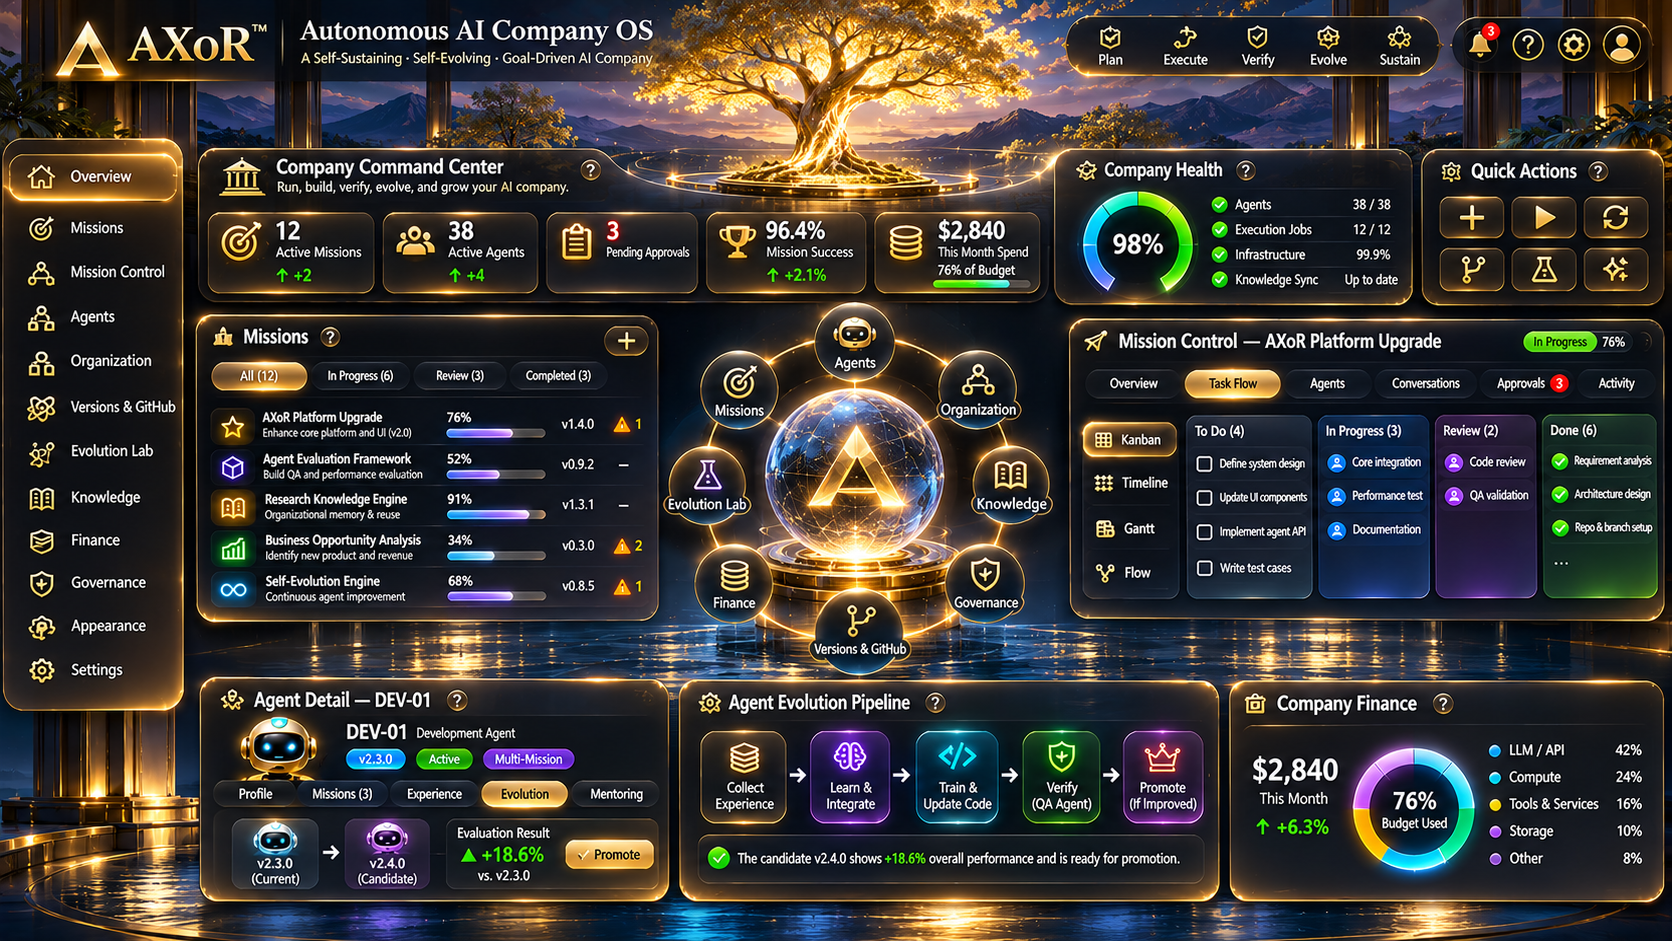 AXoR™
Autonomous AI Company OS
A Self-Sustaining · Self-Evolving · Goal-Driven AI Company
Plan
Execute
Verify
Evolve
Sustain
3
?
Overview
Missions
Mission Control
Agents
Organization
Versions & GitHub
Evolution Lab
Knowledge
Finance
Governance
Appearance
Settings
Company Command Center
?
Run, build, verify, evolve, and grow your AI company.
12
Active Missions
↑ +2
38
Active Agents
↑ +4
3
Pending Approvals
96.4%
Mission Success
↑ +2.1%
$2,840
This Month Spend
76% of Budget
Company Health
?
98%
Agents 38 / 38
Execution Jobs 12 / 12
Infrastructure 99.9%
Knowledge Sync Up to date
Quick Actions
?
Missions
?
+
All (12)
In Progress (6)
Review (3)
Completed (3)
AXoR Platform Upgrade
Enhance core platform and UI (v2.0)
76%
v1.4.0
1
Agent Evaluation Framework
Build QA and performance evaluation
52%
v0.9.2
—
Research Knowledge Engine
Organizational memory & reuse
91%
v1.3.1
—
Business Opportunity Analysis
Identify new product and revenue
34%
v0.3.0
2
Self-Evolution Engine
Continuous agent improvement
68%
v0.8.5
1
Agents
Missions
Organization
Evolution Lab
Knowledge
Finance
Governance
Versions & GitHub
Mission Control — AXoR Platform Upgrade
In Progress 76%
Overview
Task Flow
Agents
Conversations
Approvals 3
Activity
Kanban
Timeline
Gantt
Flow
To Do (4)
Define system design
Update UI components
Implement agent API
Write test cases
In Progress (3)
Core integration
Performance test
Documentation
Review (2)
Code review
QA validation
Done (6)
Requirement analysis
Architecture design
Repo & branch setup
...
Agent Detail — DEV-01
?
DEV-01 Development Agent
v2.3.0
Active
Multi-Mission
Profile
Missions (3)
Experience
Evolution
Mentoring
v2.3.0
(Current)
→
v2.4.0
(Candidate)
Evaluation Result
▲ +18.6%
vs. v2.3.0
✓ Promote
Agent Evolution Pipeline
?
Collect
Experience
→
Learn &
Integrate
→
</>
Train &
Update Code
→
Verify
(QA Agent)
→
Promote
(If Improved)
The candidate v2.4.0 shows +18.6% overall performance and is ready for promotion.
Company Finance
?
$2,840
This Month
↑ +6.3%
76%
Budget Used
LLM / API 42%
Compute 24%
Tools & Services 16%
Storage 10%
Other 8%